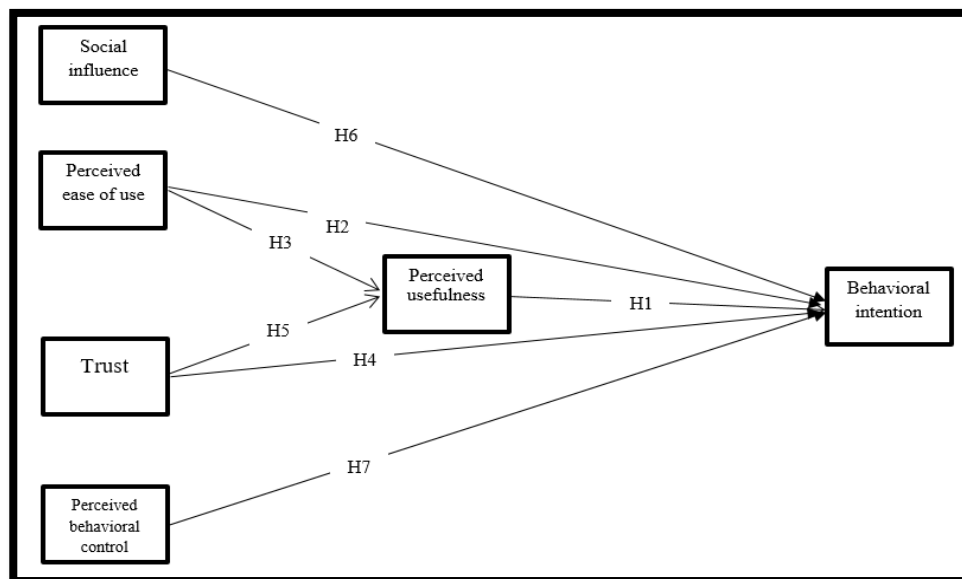 Social
influence
H6
Perceived
ease of use
H2
H3
Perceived
usefulness
H1
Behavioral
intention
H5
Trust
H4
H7
Perceived
behavioral
control